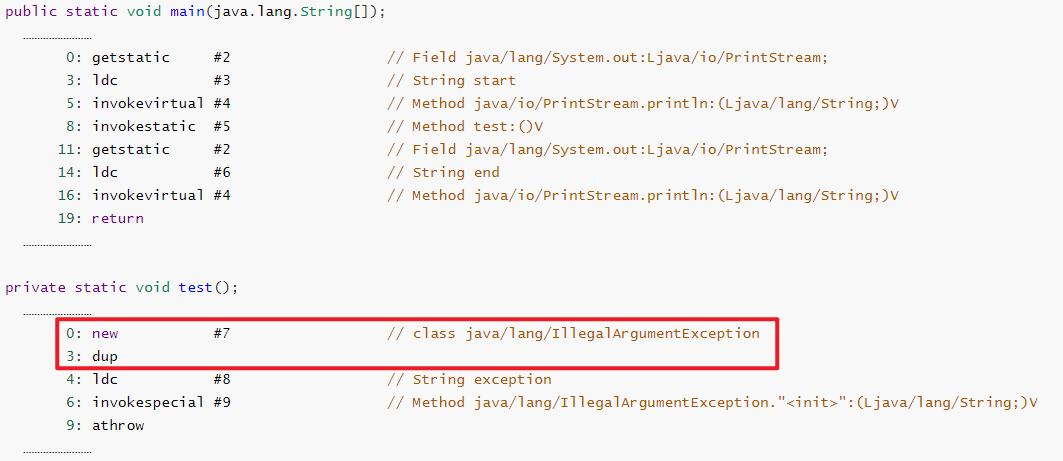 public static void main(java.lang.String[]);
........................
0: getstatic #2 // Field java/lang/System.out:Ljava/io/PrintStream;
3: ldc #3 // String start
5: invokevirtual #4 // Method java/io/PrintStream.println:(Ljava/lang/String;)V
8: invokestatic #5 // Method test:()V
11: getstatic #2 // Field java/lang/System.out:Ljava/io/PrintStream;
14: ldc #6 // String end
16: invokevirtual #4 // Method java/io/PrintStream.println:(Ljava/lang/String;)V
19: return
........................
private static void test();
........................
0: new #7 // class java/lang/IllegalArgumentException
3: dup
4: ldc #8 // String exception
6: invokespecial #9 // Method java/lang/IllegalArgumentException."<init>":(Ljava/lang/String;)V
9: athrow
........................